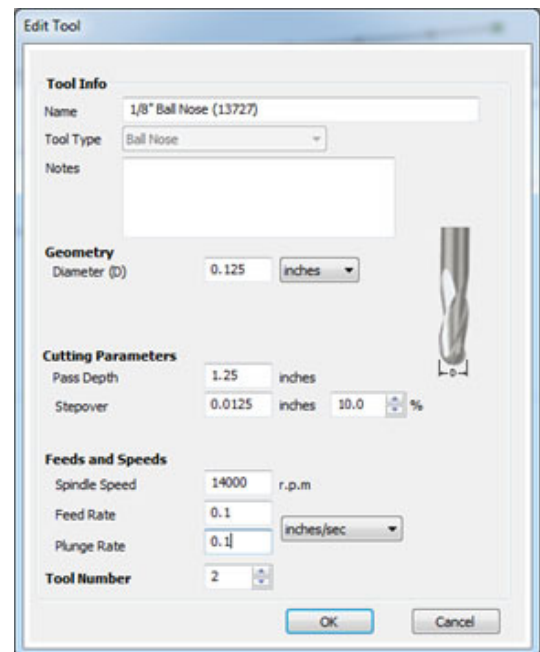 Edit Tool
Tool Info
Name 1/8" Ball Nose (13727)
Tool Type Ball Nose
Notes
Geometry
Diameter (D) 0.125 inches
D
Cutting Parameters
Pass Depth 1.25 inches
Stepover 0.0125 inches 10.0 %
Feeds and Speeds
Spindle Speed 14000 r.p.m
Feed Rate 0.1
inches/sec
Plunge Rate 0.1
Tool Number 2
OK Cancel